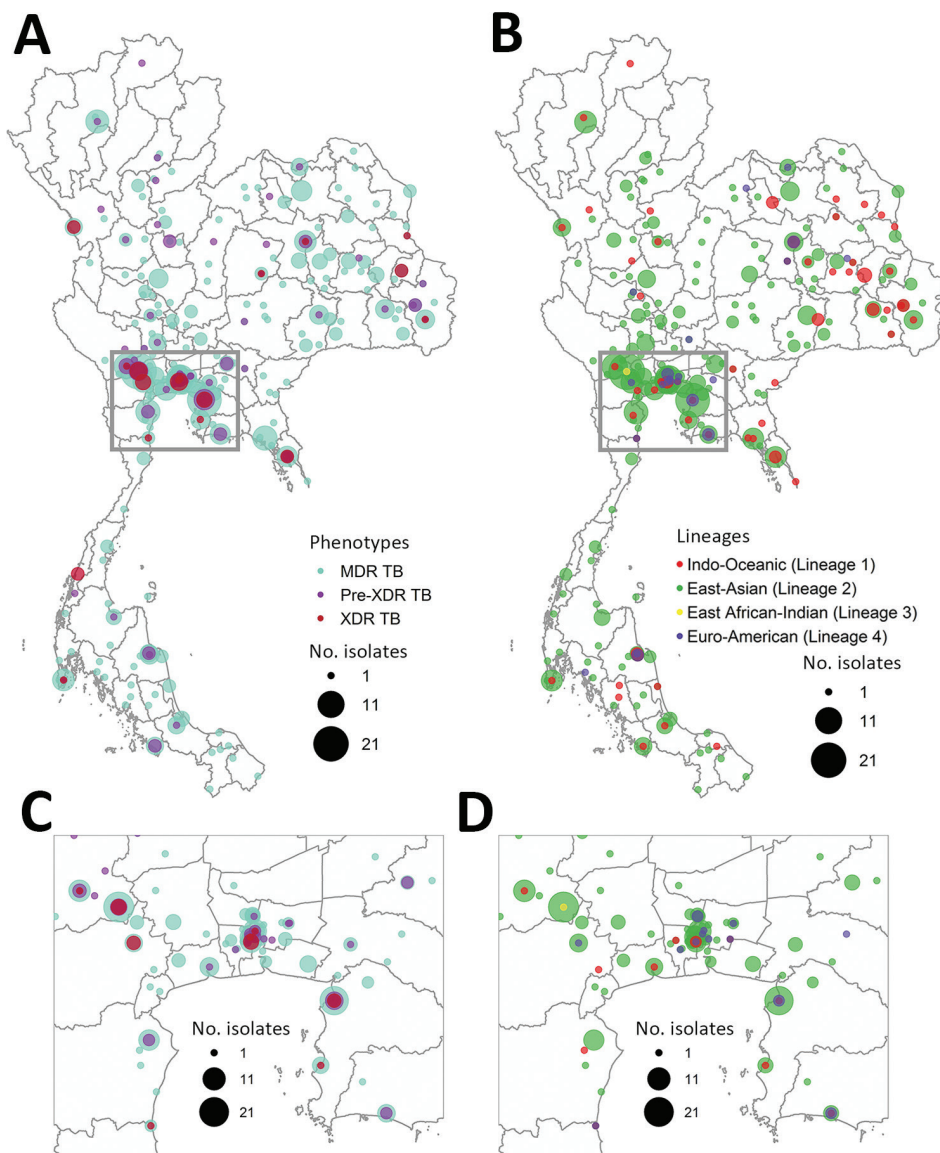 A
B
Phenotypes
MDR TB
Pre-XDR TB
XDR TB
No. isolates
1
11
21
Lineages
Indo-Oceanic (Lineage 1)
East-Asian (Lineage 2)
East African-Indian (Lineage 3)
Euro-American (Lineage 4)
No. isolates
1
11
21
C
D
No. isolates
1
11
21
No. isolates
1
11
21